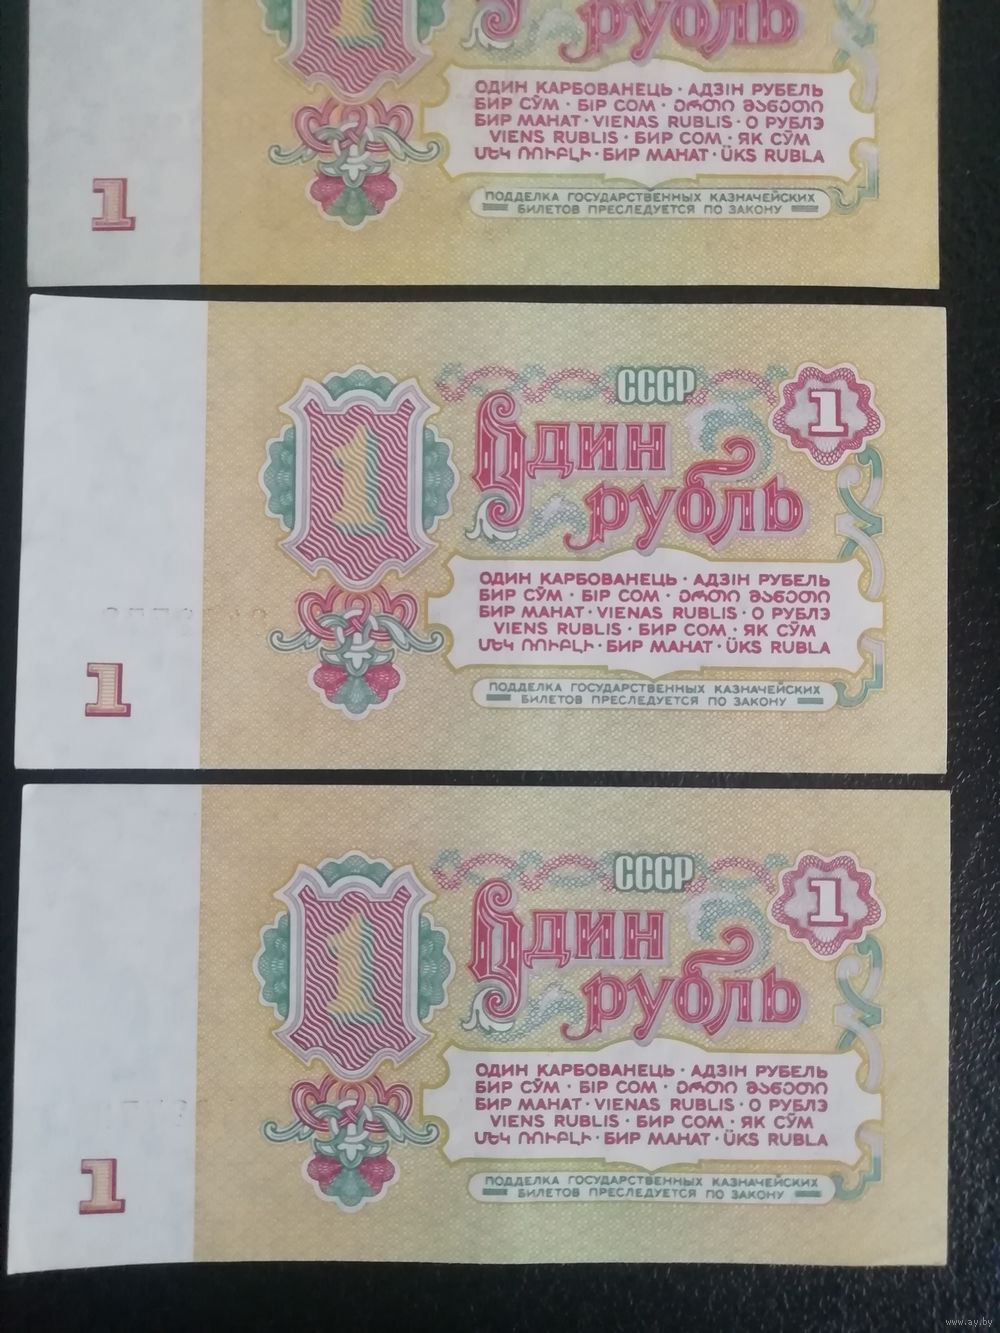 1
рубль
ОДИН КАРБОВАНЕЦЬ · АДЗІН РУБЕЛЬ
БИР СЎМ · БІР СОМ · ᲔᲠᲗᲘ ᲛᲐᲜᲔᲗᲘ
БИР МАНАТ · VIENAS RUBLIS · О РУБЛЭ
VIENS RUBLIS · БИР СОМ · ЯК СӮМ
ՄԵԿ ՌՈՒԲԼԻ · БИР МАНАТ · ÜKS RUBLA
ПОДДЕЛКА ГОСУДАРСТВЕННЫХ КАЗНАЧЕЙСКИХ
БИЛЕТОВ ПРЕСЛЕДУЕТСЯ ПО ЗАКОНУ
1
СССР
1
1
Один
рубль
ОДИН КАРБОВАНЕЦЬ · АДЗІН РУБЕЛЬ
БИР СЎМ · БІР СОМ · ᲔᲠᲗᲘ ᲛᲐᲜᲔᲗᲘ
БИР МАНАТ · VIENAS RUBLIS · О РУБЛЭ
VIENS RUBLIS · БИР СОМ · ЯК СӮМ
ՄԵԿ ՌՈՒԲԼԻ · БИР МАНАТ · ÜKS RUBLA
ПОДДЕЛКА ГОСУДАРСТВЕННЫХ КАЗНАЧЕЙСКИХ
БИЛЕТОВ ПРЕСЛЕДУЕТСЯ ПО ЗАКОНУ
1
СССР
1
1
Один
рубль
ОДИН КАРБОВАНЕЦЬ · АДЗІН РУБЕЛЬ
БИР СЎМ · БІР СОМ · ᲔᲠᲗᲘ ᲛᲐᲜᲔᲗᲘ
БИР МАНАТ · VIENAS RUBLIS · О РУБЛЭ
VIENS RUBLIS · БИР СОМ · ЯК СӮМ
ՄԵԿ ՌՈՒԲԼԻ · БИР МАНАТ · ÜKS RUBLA
ПОДДЕЛКА ГОСУДАРСТВЕННЫХ КАЗНАЧЕЙСКИХ
БИЛЕТОВ ПРЕСЛЕДУЕТСЯ ПО ЗАКОНУ
1
www.ay.by